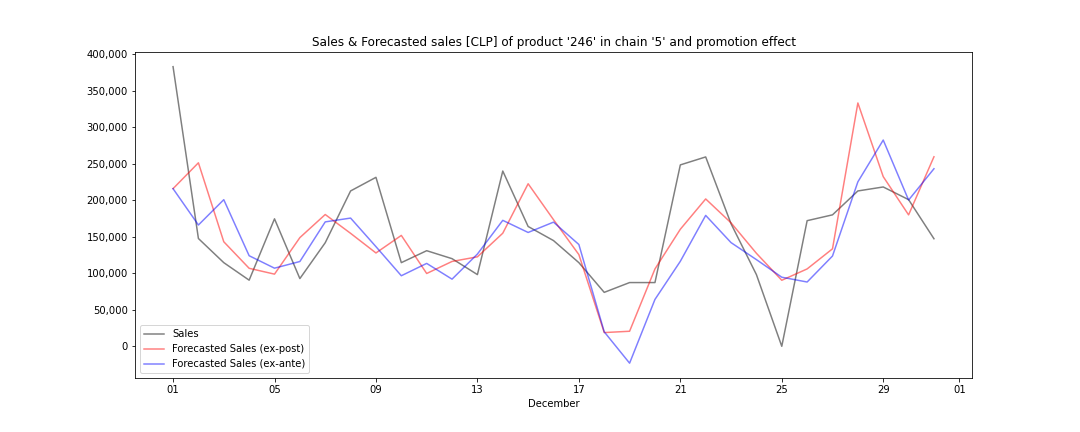 Sales & Forecasted sales [CLP] of product '246' in chain '5' and promotion effect
400,000
350,000
300,000
250,000
200,000
150,000
100,000
50,000
0
Sales
Forecasted Sales (ex-post)
Forecasted Sales (ex-ante)
01 05 09 13 17 21 25 29 01
December